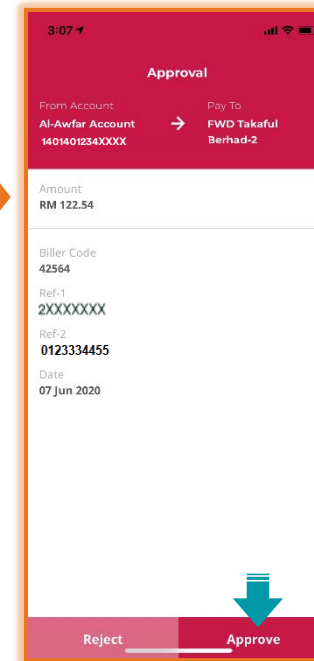 3:07
Approval
From Account
Al-Awfar Account
1401401234XXXX
Pay To
FWD Takaful
Berhad-2
Amount
RM 122.54
Biller Code
42564
Ref-1
2XXXXXXX
Ref-2
0123334455
Date
07 Jun 2020
Reject
Approve